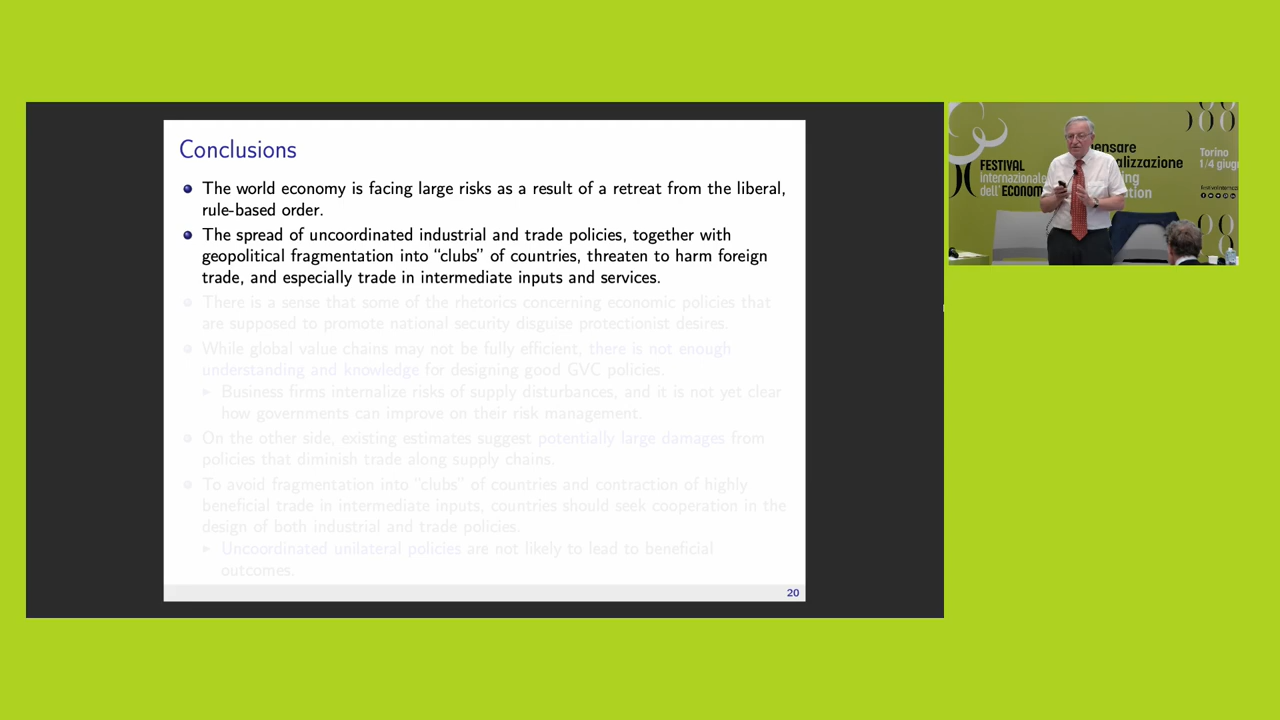 Conclusions
The world economy is facing large risks as a result of a retreat from the liberal,
rule-based order.
The spread of uncoordinated industrial and trade policies, together with
geopolitical fragmentation into “clubs” of countries, threaten to harm foreign
trade, and especially trade in intermediate inputs and services.
There is a sense that some of the rhetorics concerning economic policies that
are supposed to promote national security disguise protectionist desires.
While global value chains may not be fully efficient, there is not enough
understanding and knowledge for designing good GVC policies.
Business firms internalize risks of supply disturbances, and it is not yet clear
how governments can improve on their risk management.
On the other side, existing estimates suggest potentially large damages from
policies that diminish trade along supply chains.
To avoid fragmentation into “clubs” of countries and contraction of highly
beneficial trade in intermediate inputs, countries should seek cooperation in the
design of both industrial and trade policies.
Uncoordinated unilateral policies are not likely to lead to beneficial
outcomes.
20
FESTIVAL
Internazionale
dell'ECONOM
ensare
alizzazione
ing
tion
Torino
1/4 giug